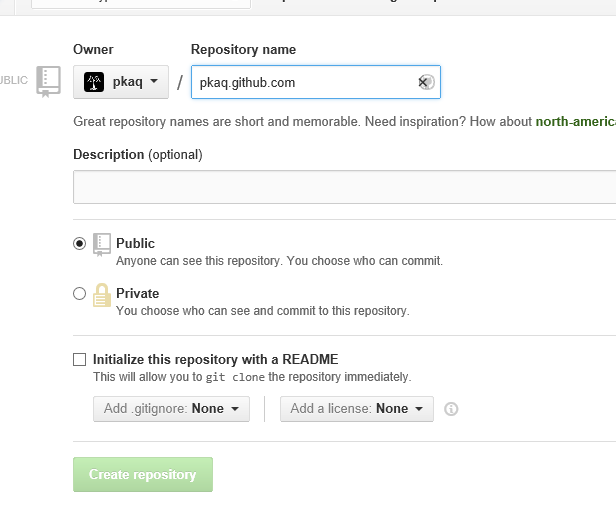 Owner Repository name
PUBLIC pkaq / pkaq.github.com
Great repository names are short and memorable. Need inspiration? How about north-americ
Description (optional)
Public
Anyone can see this repository. You choose who can commit.
Private
You choose who can see and commit to this repository.
Initialize this repository with a README
This will allow you to git clone the repository immediately.
Add .gitignore: None Add a license: None
Create repository